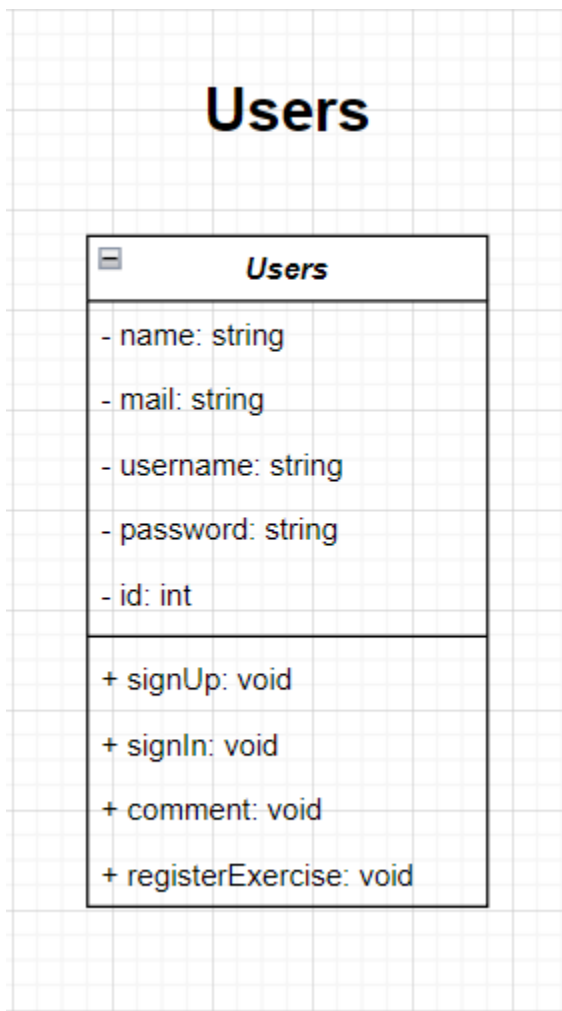 Users
Users
- name: string
- mail: string
- username: string
- password: string
- id: int
+ signUp: void
+ signIn: void
+ comment: void
+ registerExercise: void